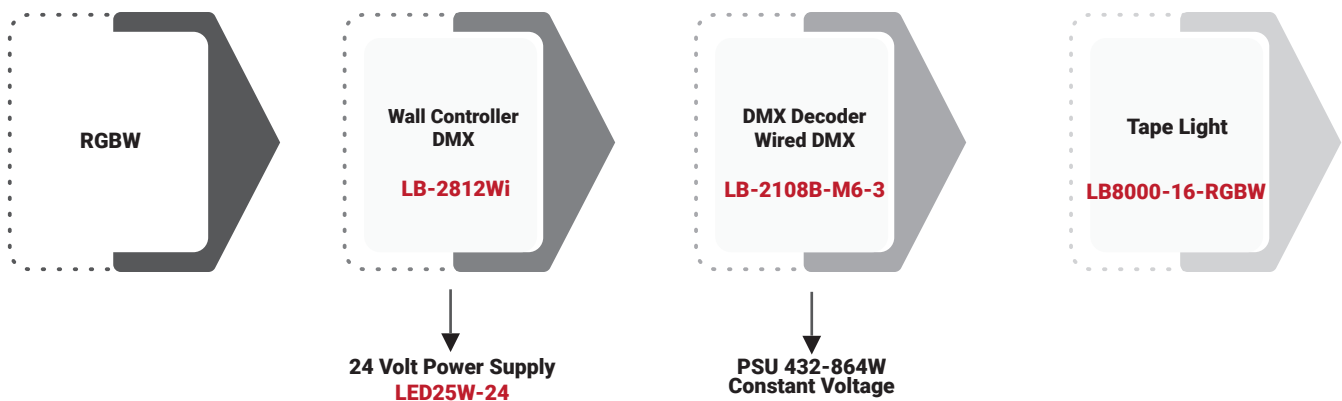 RGBW
Wall Controller
DMX
LB-2812Wi
DMX Decoder
Wired DMX
LB-2108B-M6-3
Tape Light
LB8000-16-RGBW
24 Volt Power Supply
LED25W-24
PSU 432-864W
Constant Voltage